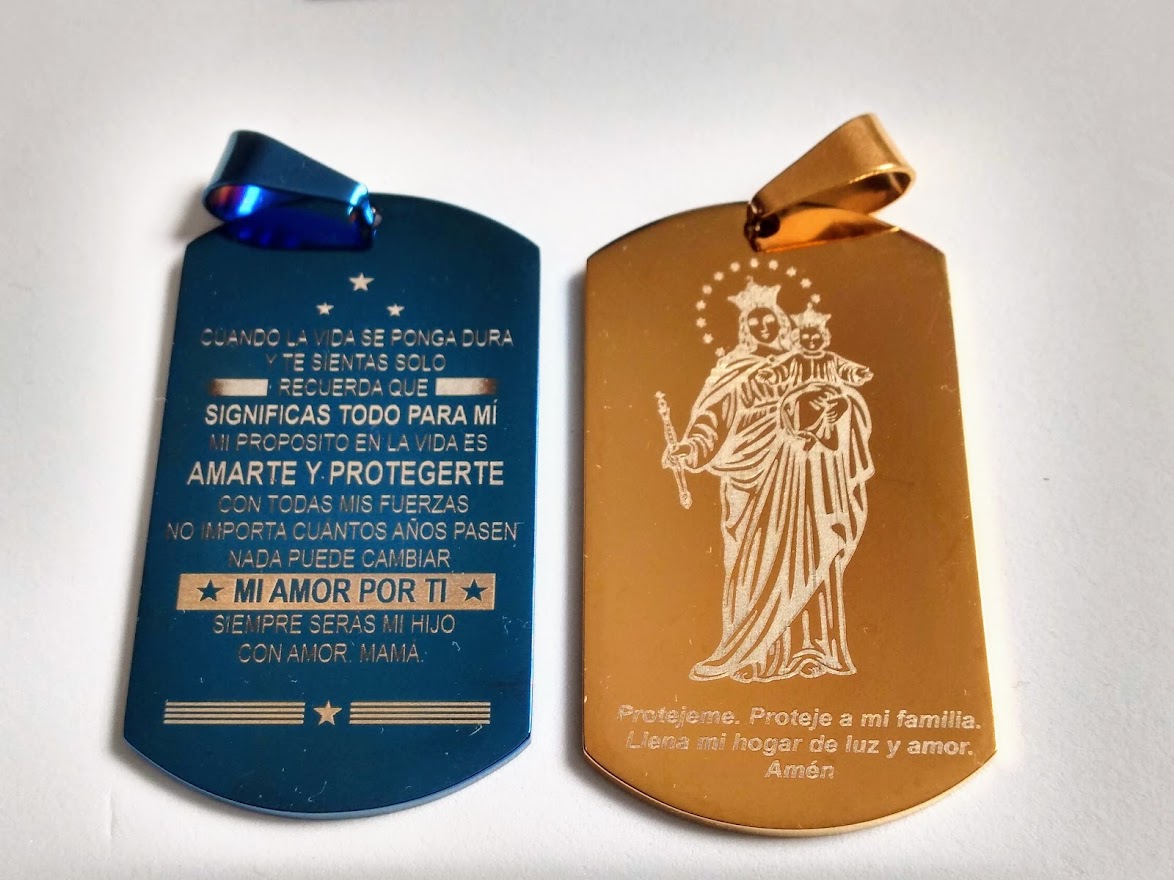 CUANDO LA VIDA SE PONGA DURA
Y TE SIENTAS SOLO
RECUERDA QUE
SIGNIFICAS TODO PARA MÍ
MI PROPOSITO EN LA VIDA ES
AMARTE Y PROTEGERTE
CON TODAS MIS FUERZAS
NO IMPORTA CUANTOS AÑOS PASEN
NADA PUEDE CAMBIAR
MI AMOR POR TI
SIEMPRE SERAS MI HIJO
CON AMOR. MAMÁ.
Protejeme. Proteje a mi familia.
Llena mi hogar de luz y amor.
Amén